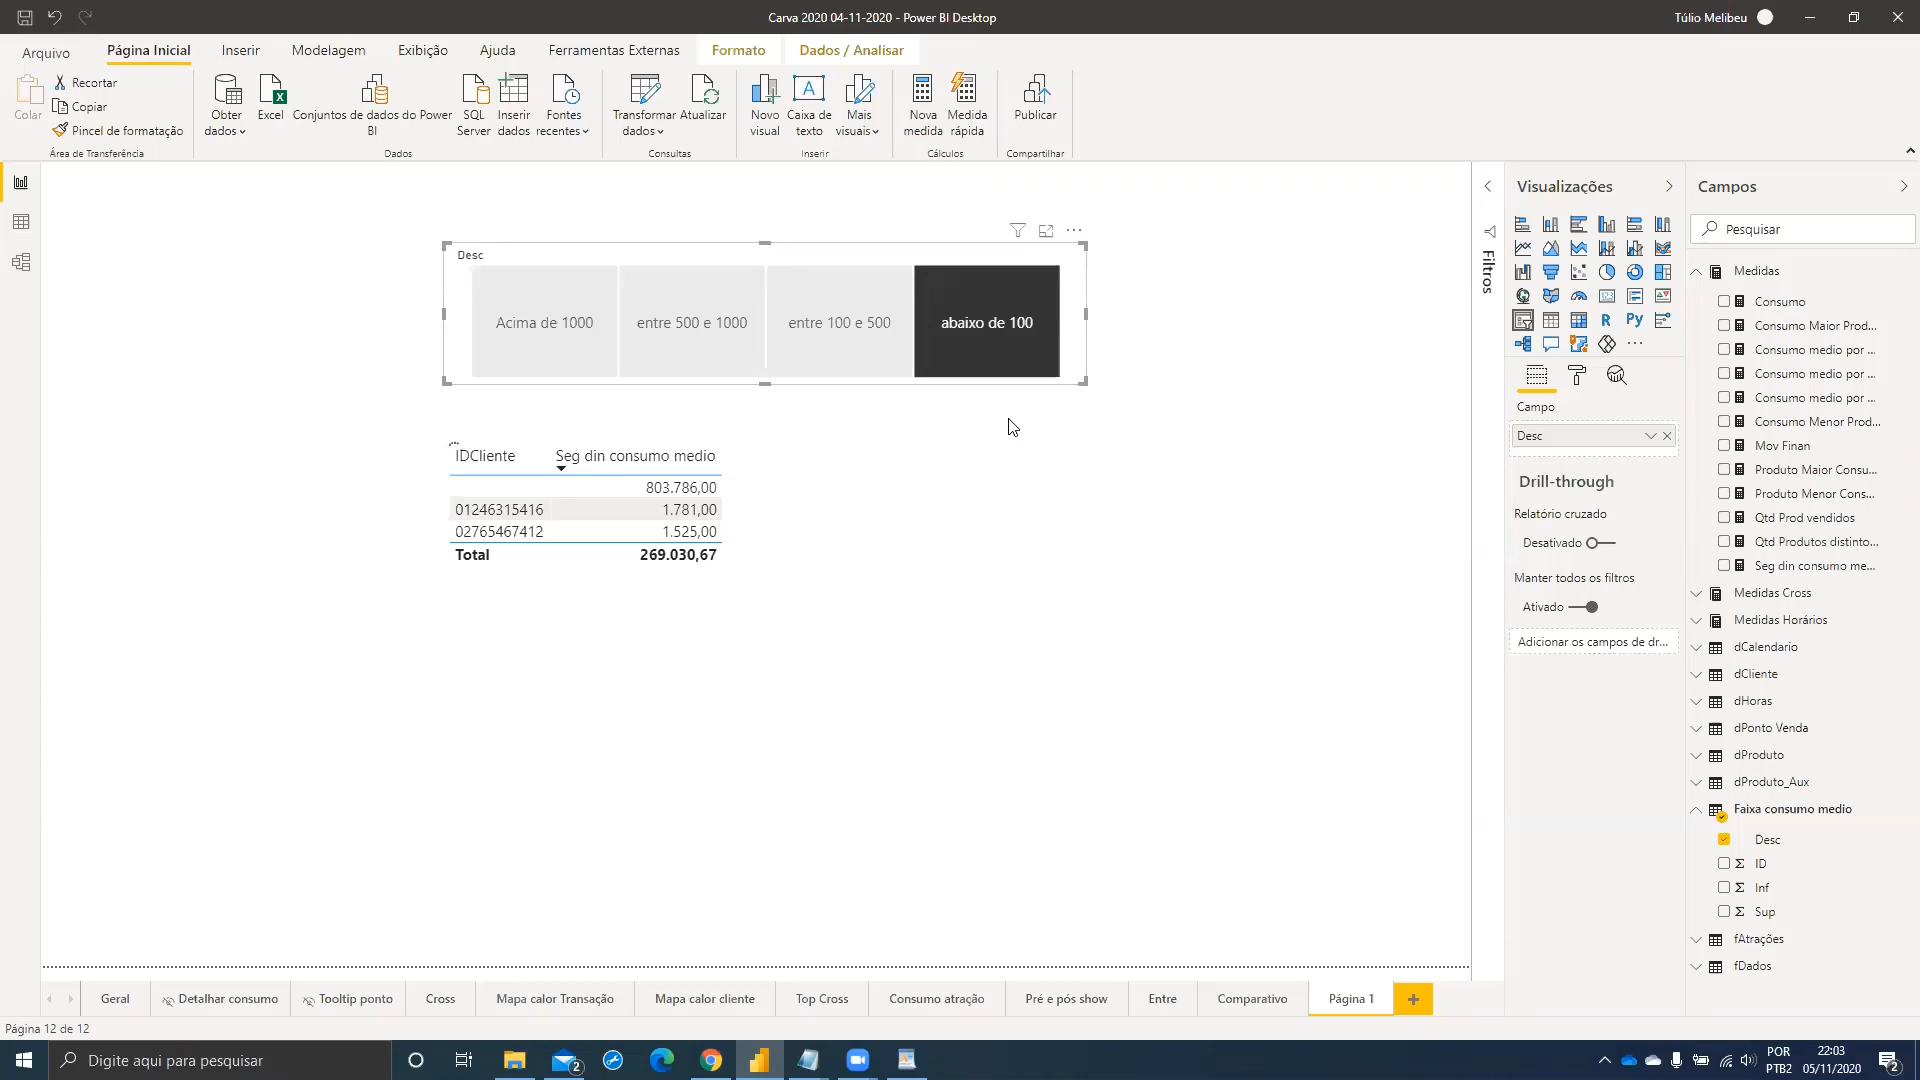 Carva 2020 04-11-2020 - Power BI Desktop
Túlio Melibeu
Arquivo
Página Inicial
Inserir
Modelagem
Exibição
Ajuda
Ferramentas Externas
Formato
Dados / Analisar
Colar
Recortar
Copiar
Pincel de formatação
Área de Transferência
Obter dados
Excel
Conjuntos de dados do Power BI
SQL Server
Inserir dados
Fontes recentes
Dados
Transformar dados
Atualizar
Consultas
Novo visual
Caixa de texto
Mais visuais
Inserir
Nova medida
Medida rápida
Cálculos
Publicar
Compartilhar
Desc
Acima de 1000
entre 500 e 1000
entre 100 e 500
abaixo de 100
IDCliente Seg din consumo medio
803.786,00
01246315416 1.781,00
02765467412 1.525,00
Total 269.030,67
Filtros
Visualizações
R
Py
Campo
Desc
Drill-through
Relatório cruzado
Desativado
Manter todos os filtros
Ativado
Adicionar os campos de dr...
Campos
Pesquisar
Medidas
Consumo
Consumo Maior Prod...
Consumo medio por ...
Consumo medio por ...
Consumo medio por ...
Consumo Menor Prod...
Mov Finan
Produto Maior Consu...
Produto Menor Cons...
Qtd Prod vendidos
Qtd Produtos distinto...
Seg din consumo me...
Medidas Cross
Medidas Horários
dCalendario
dCliente
dHoras
dPonto Venda
dProduto
dProduto_Aux
Faixa consumo medio
Desc
ID
Inf
Sup
fAtrações
fDados
Geral
Detalhar consumo
Tooltip ponto
Cross
Mapa calor Transação
Mapa calor cliente
Top Cross
Consumo atração
Pré e pós show
Entre
Comparativo
Página 1
Página 12 de 12
Digite aqui para pesquisar
2
POR
PTB2
22:03
05/11/2020
2